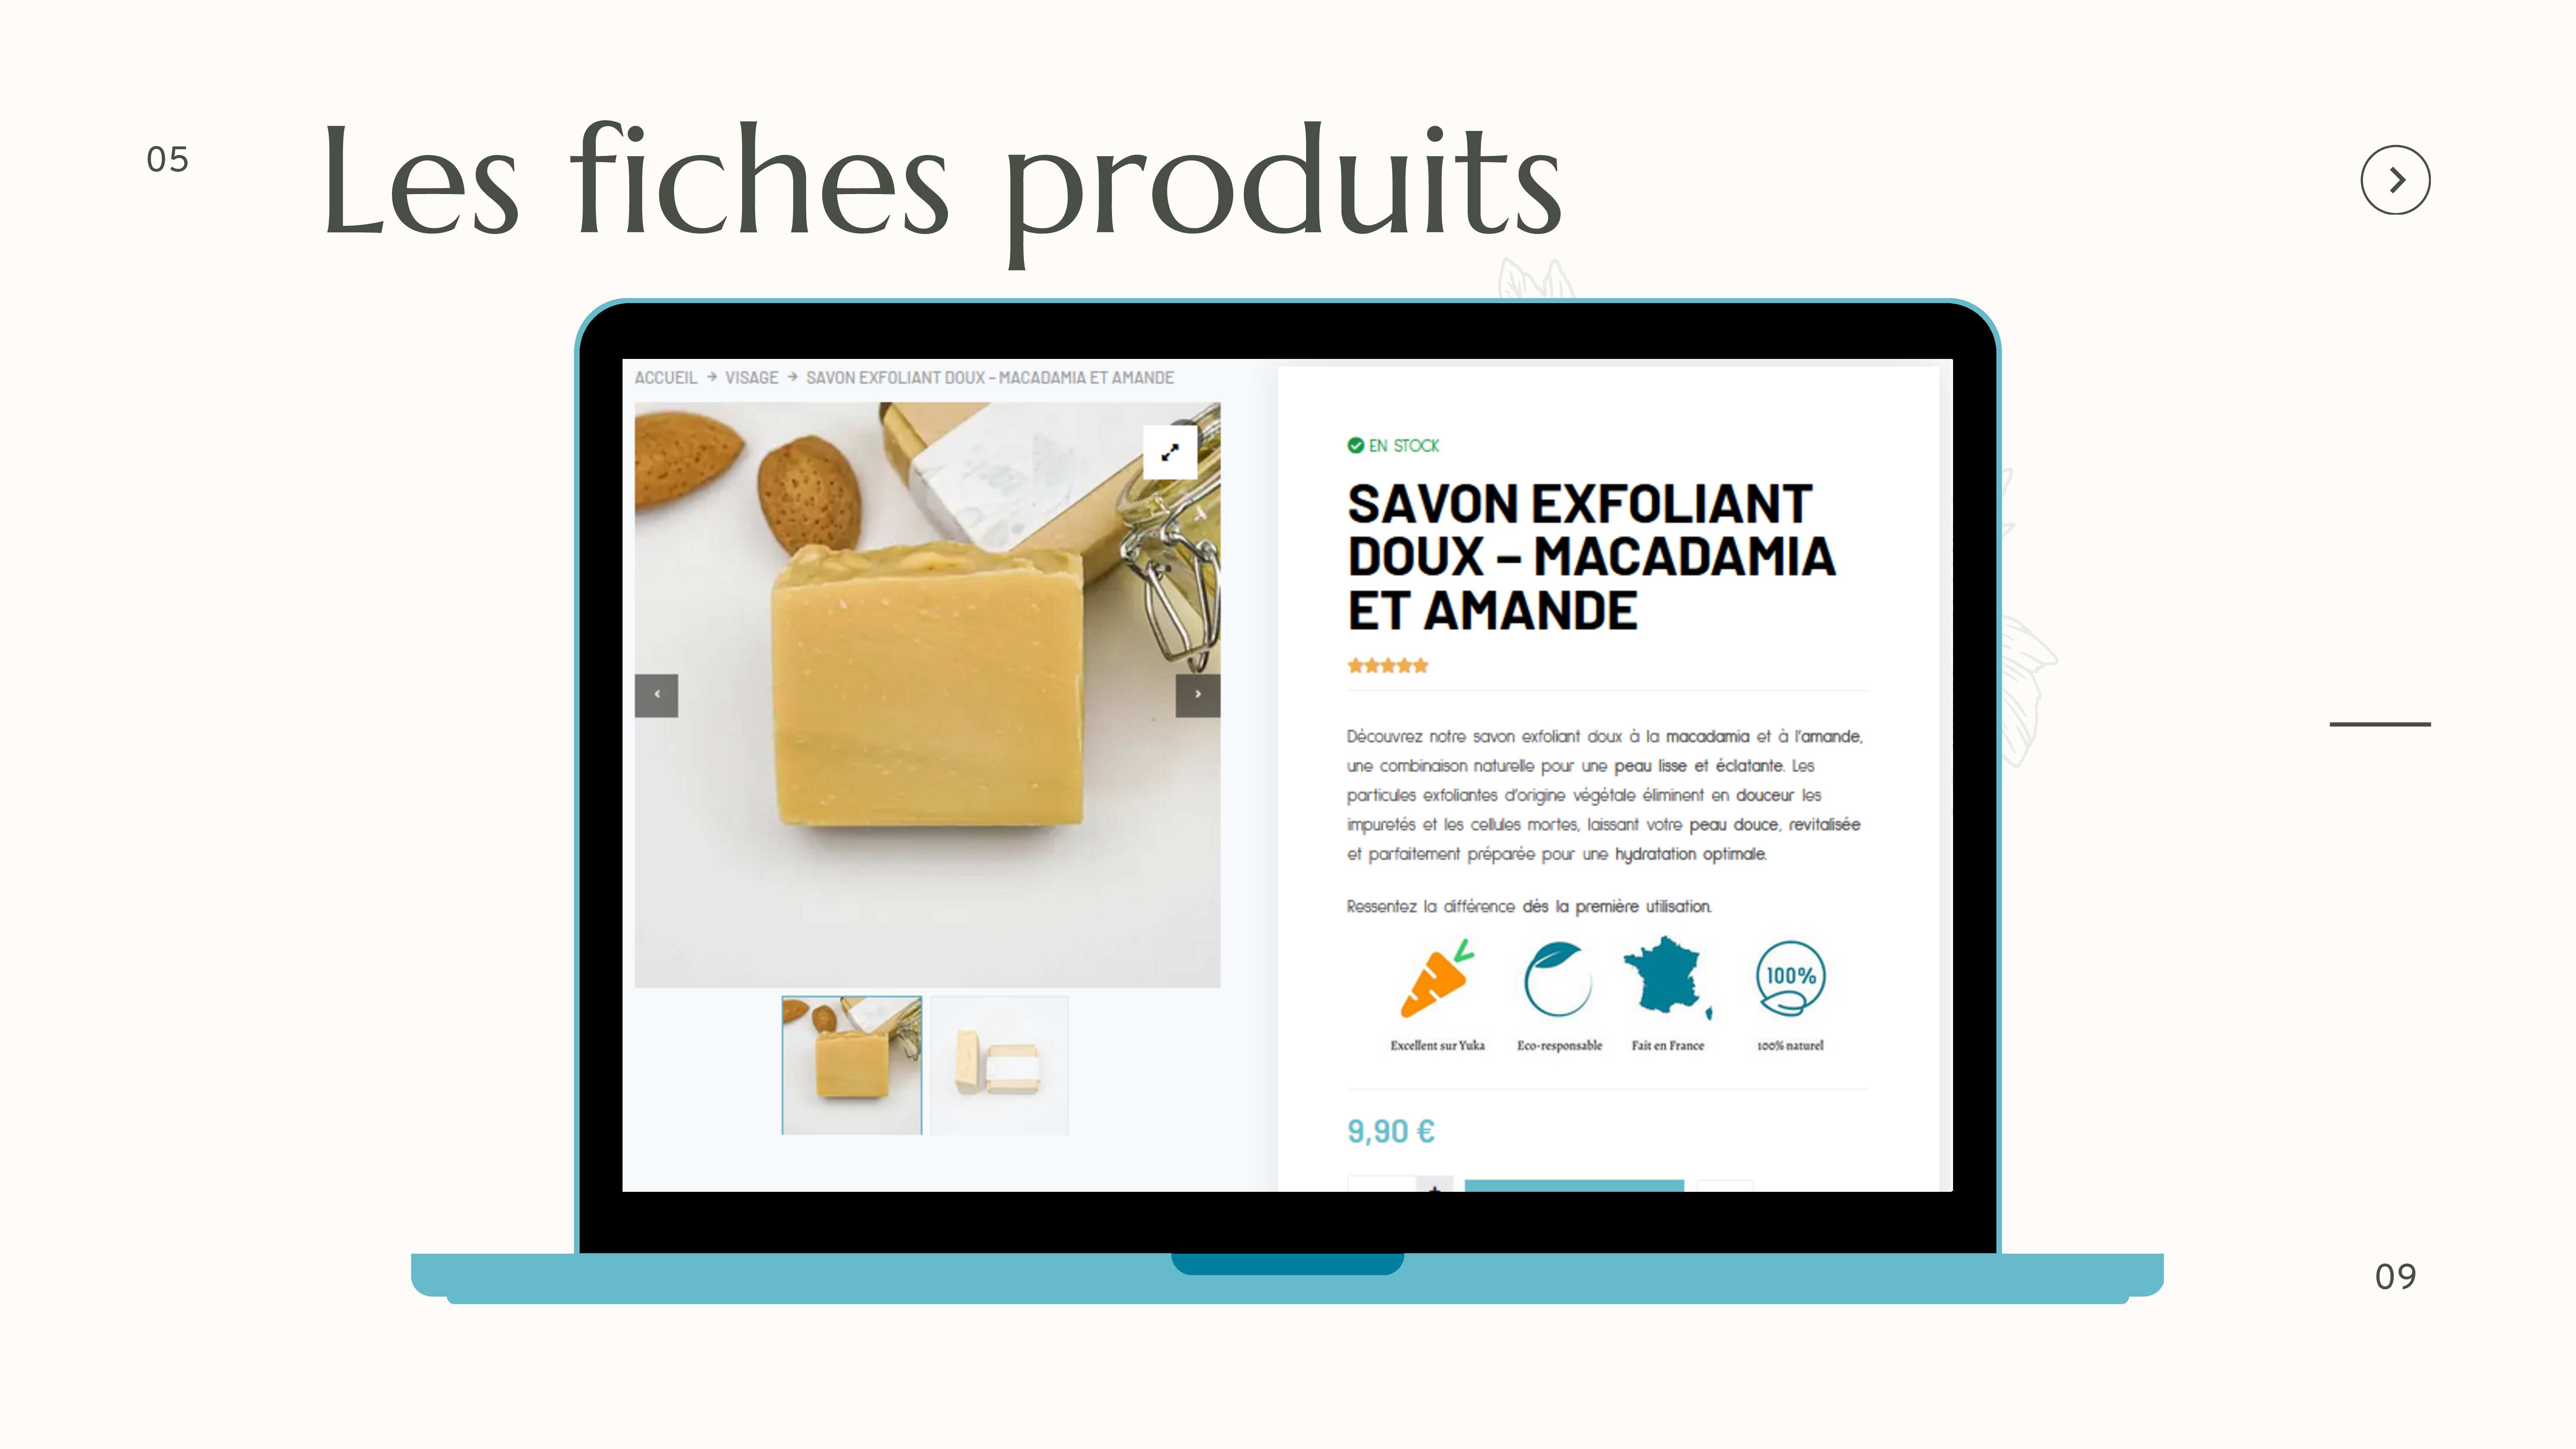 05
Les fiches produits
ACCUEIL → VISAGE → SAVON EXFOLIANT DOUX – MACADAMIA ET AMANDE
EN STOCK
SAVON EXFOLIANT
DOUX – MACADAMIA
ET AMANDE
Découvrez notre savon exfoliant doux à la macadamia et à l'amande,
une combinaison naturelle pour une peau lisse et éclatante. Les
particules exfoliantes d'origine végétale éliminent en douceur les
impuretés et les cellules mortes, laissant votre peau douce, revitalisée
et parfaitement préparée pour une hydratation optimale.
Ressentez la différence dès la première utilisation.
100%
Excellent sur Yuka Eco-responsable Fait en France 100% naturel
9,90 €
09